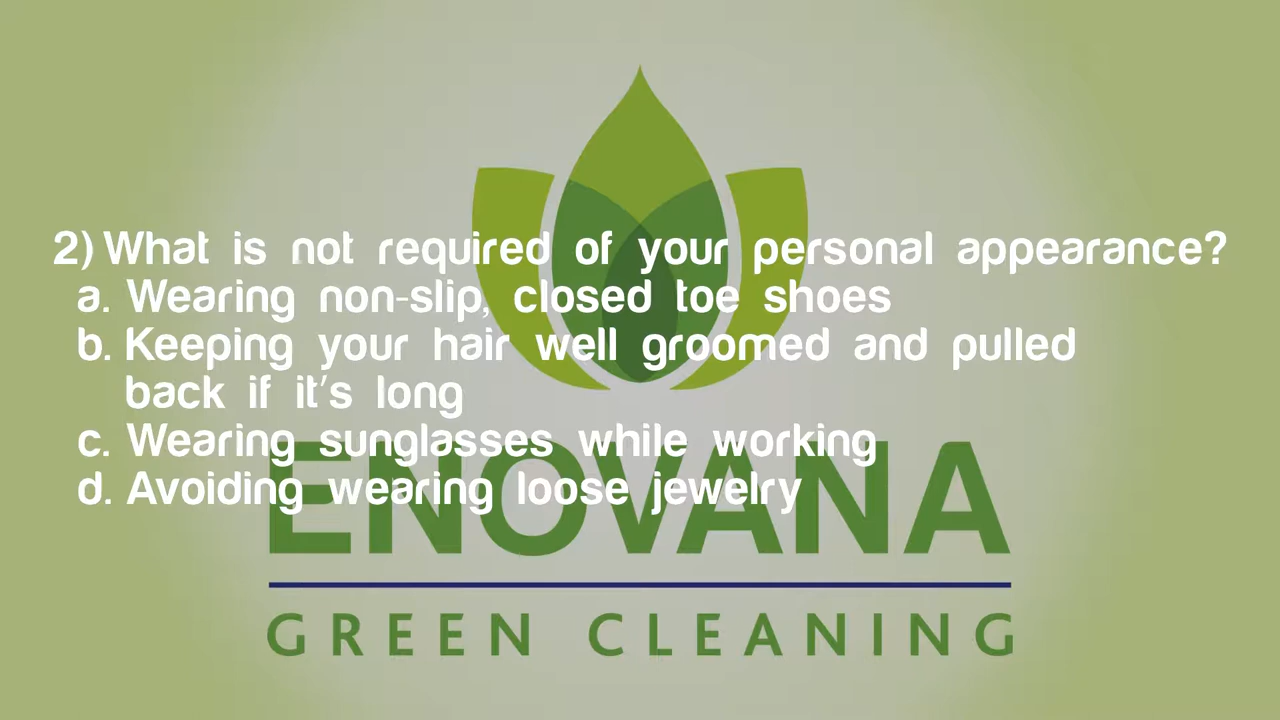 2) What is not required of your personal appearance?
a. Wearing non-slip, closed toe shoes
b. Keeping your hair well groomed and pulled
back if it's long
c. Wearing sunglasses while working
d. Avoiding wearing loose jewelry
ENOVANA
GREEN CLEANING